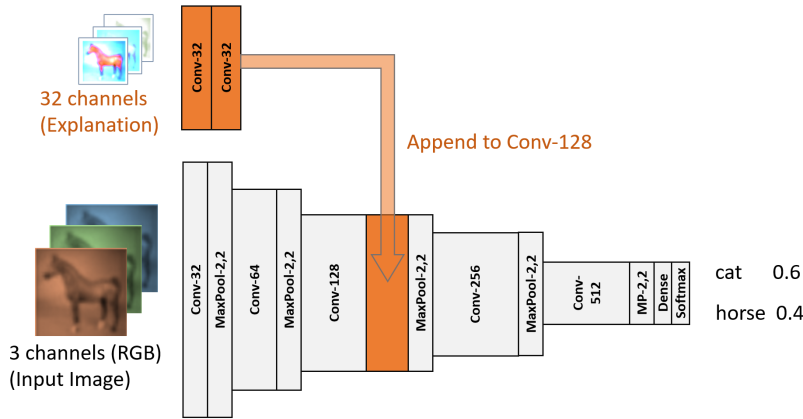 32 channels
(Explanation)
Conv-32
Conv-32
Append to Conv-128
3 channels (RGB)
(Input Image)
Conv-32
MaxPool-2,2
Conv-64
MaxPool-2,2
Conv-128
MaxPool-2,2
Conv-256
MaxPool-2,2
Conv-
512
MP-2,2
Dense
Softmax
cat 0.6
horse 0.4